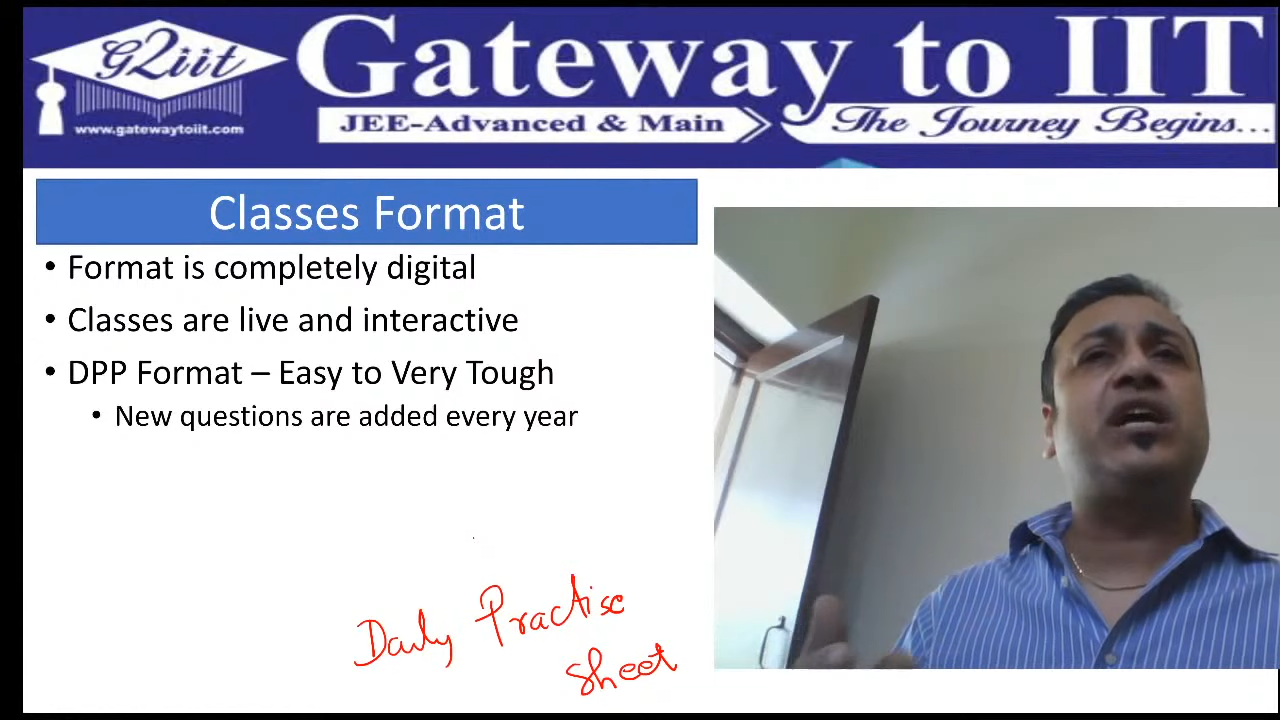 G2iit
www.gatewaytoiit.com
Gateway to IIT
JEE-Advanced & Main
The Journey Begins...
Classes Format
• Format is completely digital
• Classes are live and interactive
• DPP Format – Easy to Very Tough
• New questions are added every year
Daily Practise
Sheet